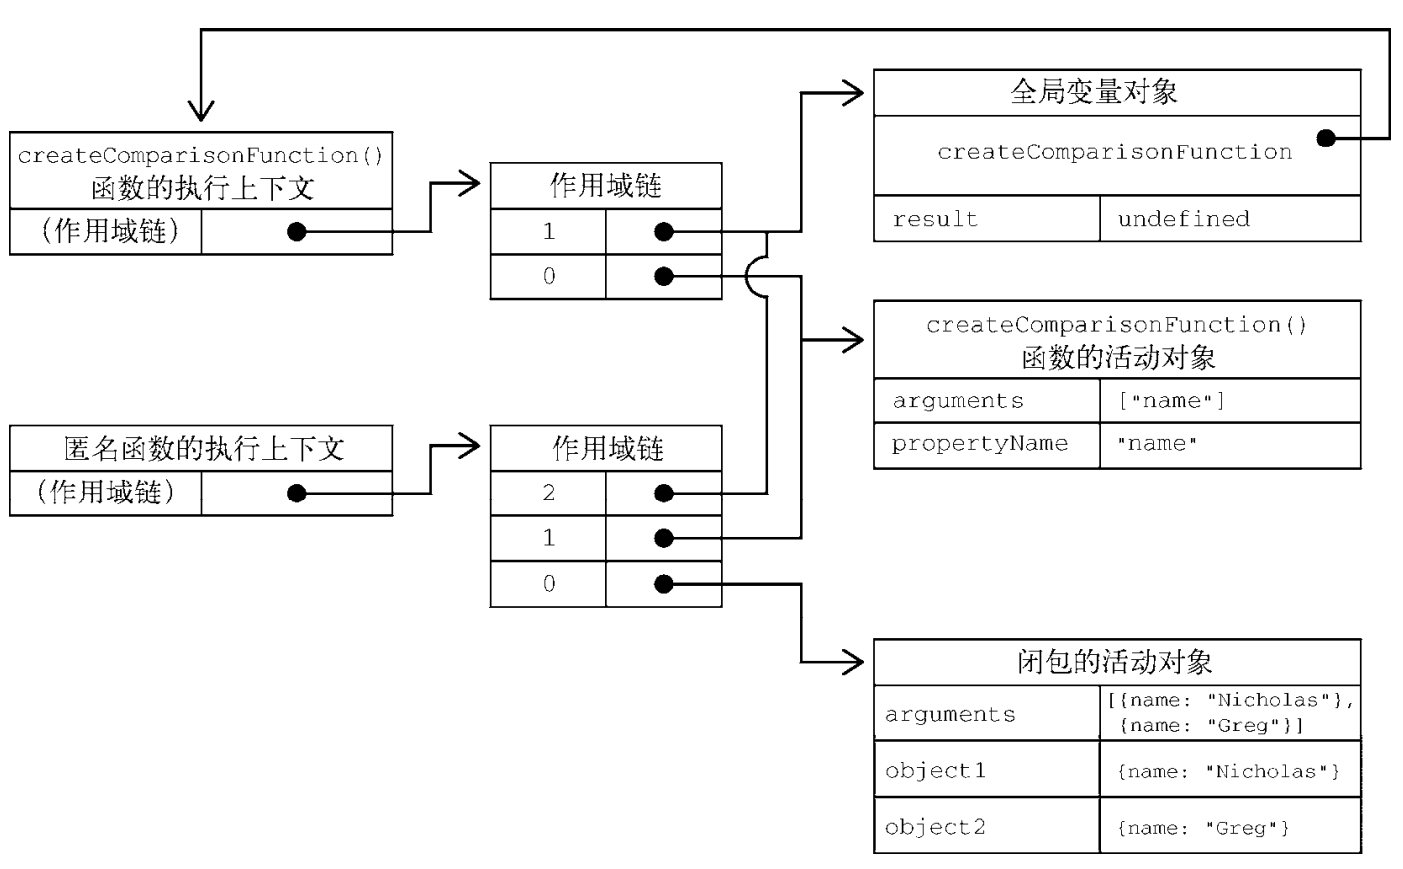 createComparisonFunction()
函数的执行上下文
(作用域链)
作用域链
1
0
全局变量对象
createComparisonFunction
result undefined
createComparisonFunction()
函数的活动对象
arguments ["name"]
propertyName "name"
匿名函数的执行上下文
(作用域链)
作用域链
2
1
0
闭包的活动对象
arguments [{name: "Nicholas"},
{name: "Greg"}]
object1 {name: "Nicholas"}
object2 {name: "Greg"}